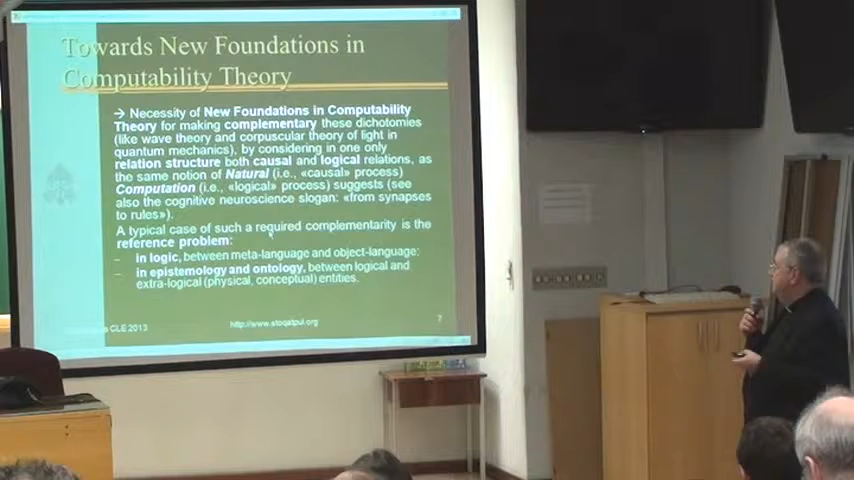 Towards New Foundations in
Computability Theory
→ Necessity of New Foundations in Computability
Theory for making complementary these dichotomies
(like wave theory and corpuscular theory of light in
quantum mechanics), by considering in one only
relation structure both causal and logical relations, as
the same notion of Natural (i.e., «causal» process)
Computation (i.e., «logical» process) suggests (see
also the cognitive neuroscience slogan: «from synapses
to rules»).
A typical case of such a required complementarity is the
reference problem:
– in logic, between meta-language and object-language:
– in epistemology and ontology, between logical and
extra-logical (physical, conceptual) entities.
CLE 2013
http://www.stoqatpul.org
7